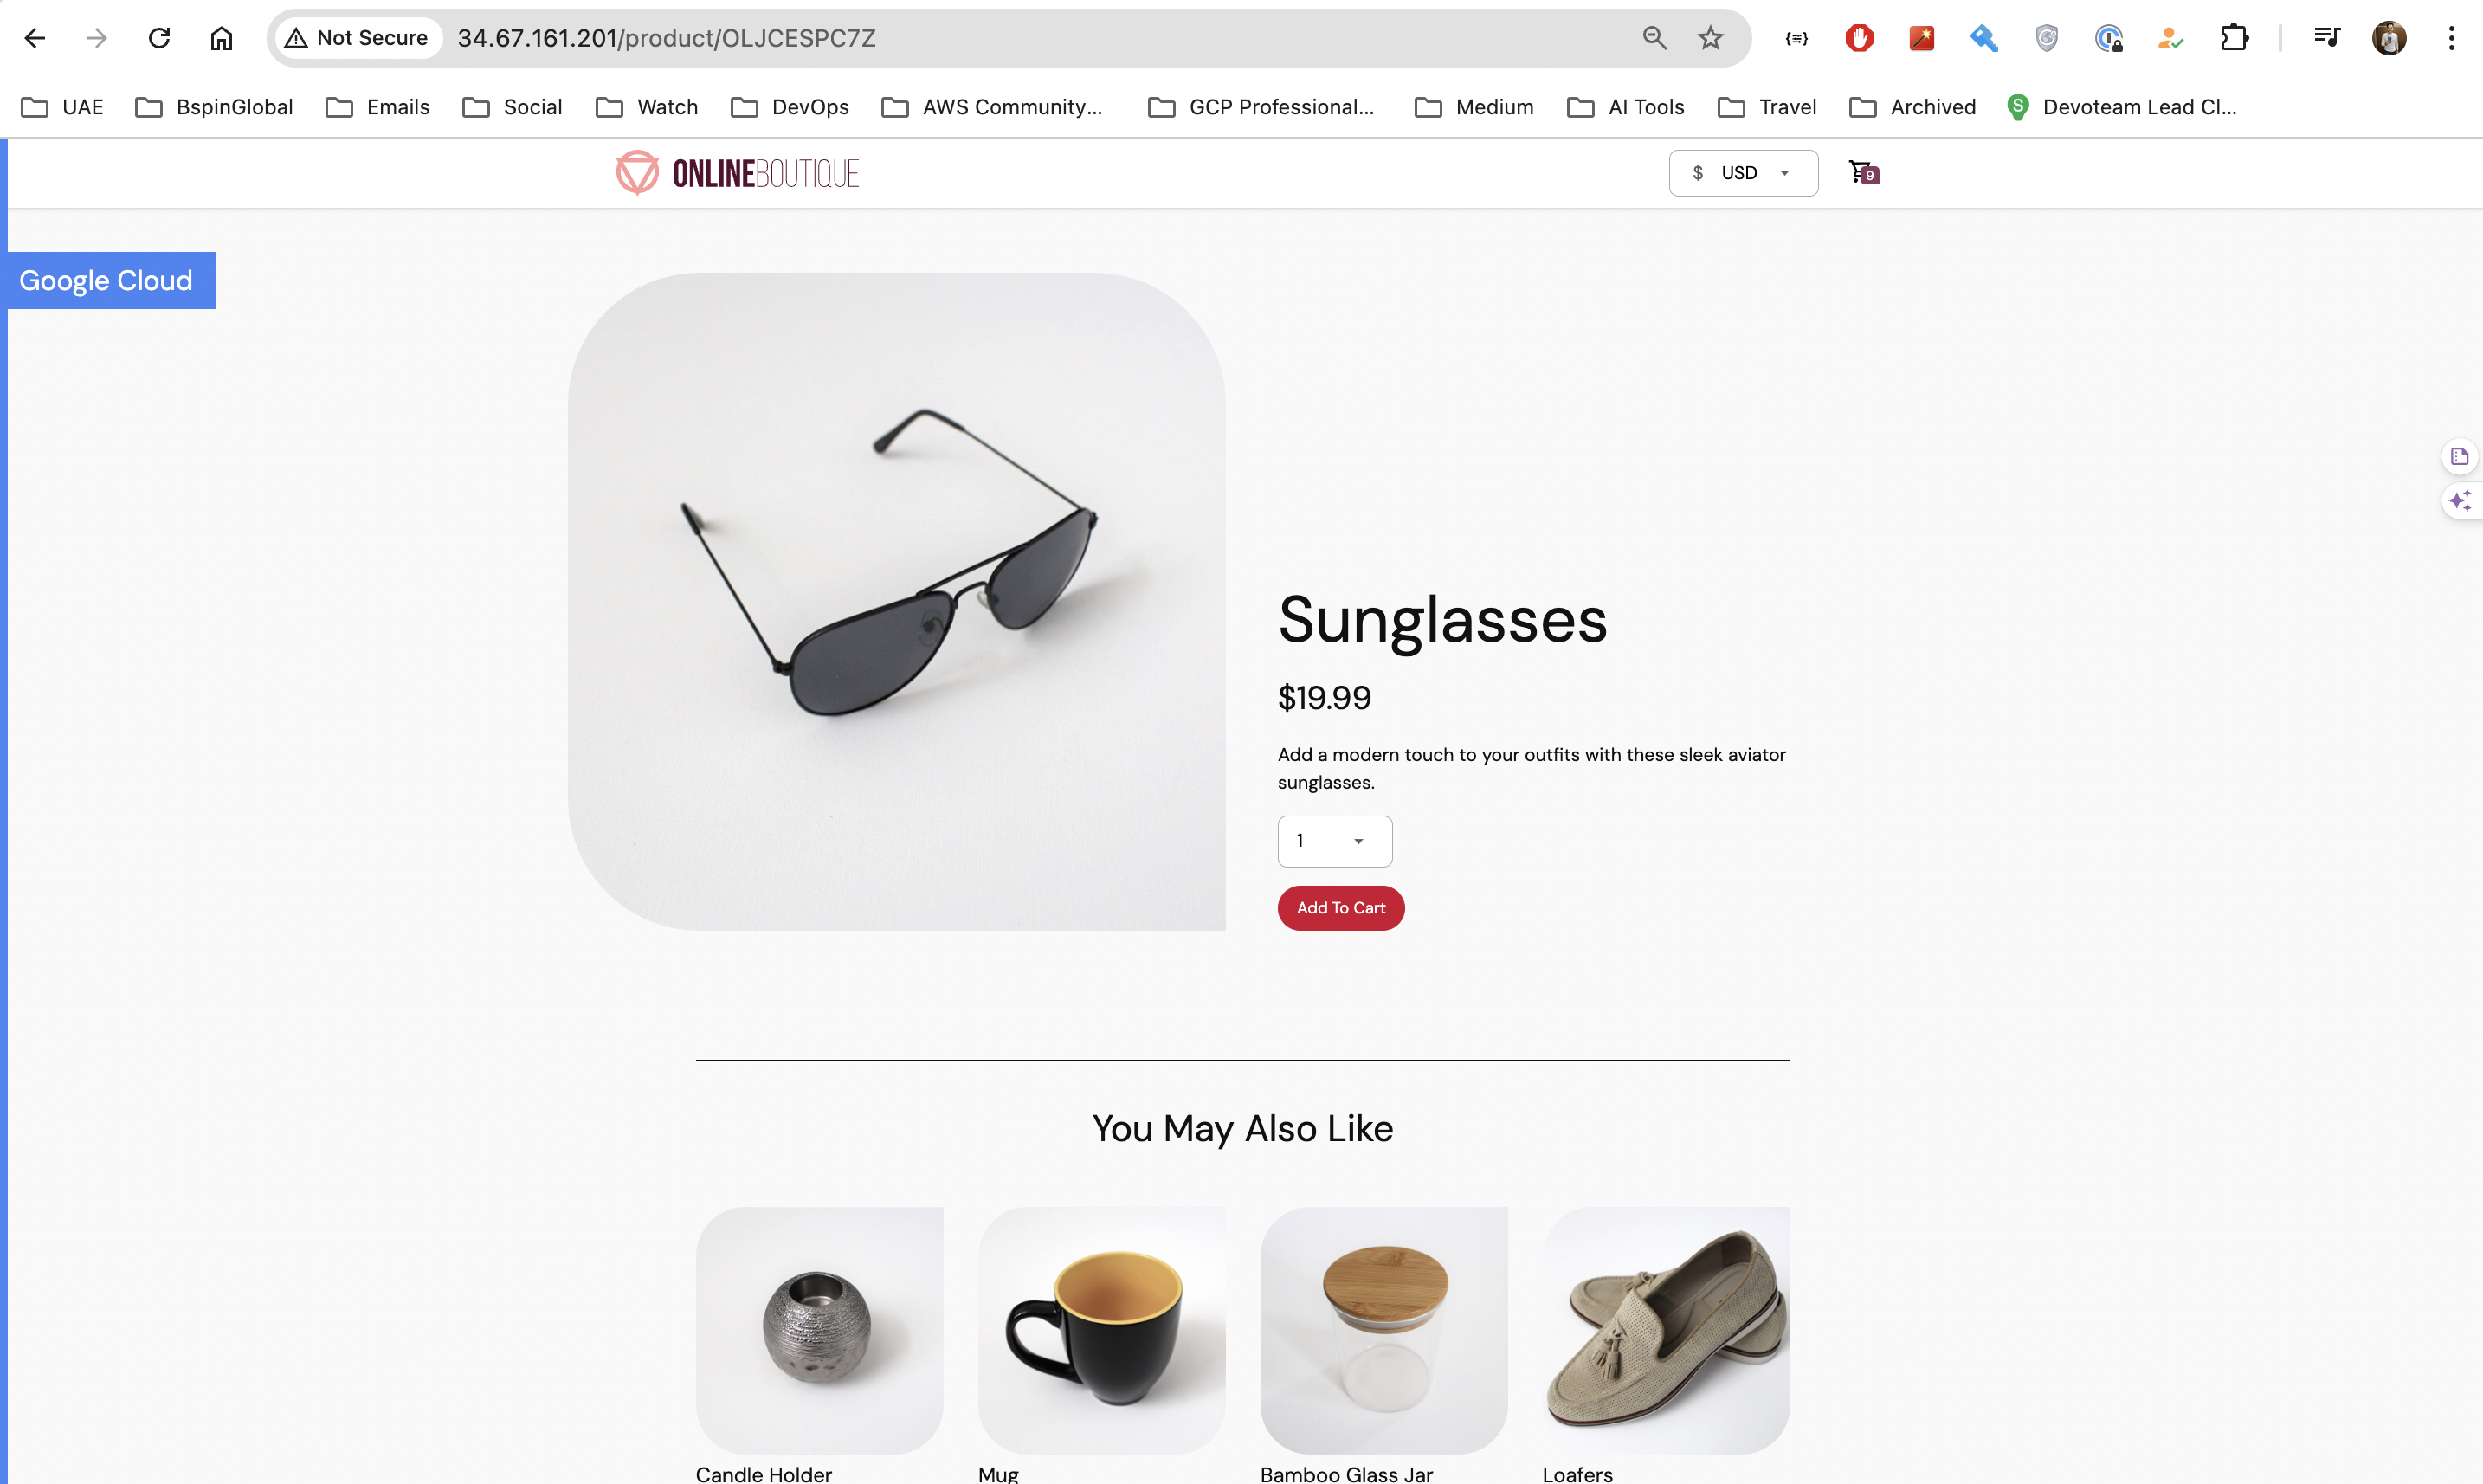 Not Secure 34.67.161.201/product/OLJCESPC7Z
UAE BspinGlobal Emails Social Watch DevOps AWS Community... GCP Professional... Medium AI Tools Travel Archived Devoteam Lead Cl...
ONLINEBOUTIQUE $ USD 9
Google Cloud
Sunglasses
$19.99
Add a modern touch to your outfits with these sleek aviator
sunglasses.
1
Add To Cart
You May Also Like
Candle Holder Mug Bamboo Glass Jar Loafers